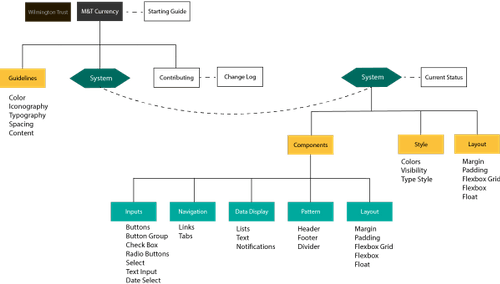 Wilmington Trust
M&T Currency
Starting Guide
Guidelines
System
Contributing
Change Log
System
Current Status
Color
Iconography
Typography
Spacing
Content
Components
Style
Layout
Colors
Visibility
Type Style
Margin
Padding
Flexbox Grid
Flexbox
Float
Inputs
Navigation
Data Display
Pattern
Layout
Buttons
Button Group
Check Box
Radio Buttons
Select
Text Input
Date Select
Links
Tabs
Lists
Text
Notifications
Header
Footer
Divider
Margin
Padding
Flexbox Grid
Flexbox
Float